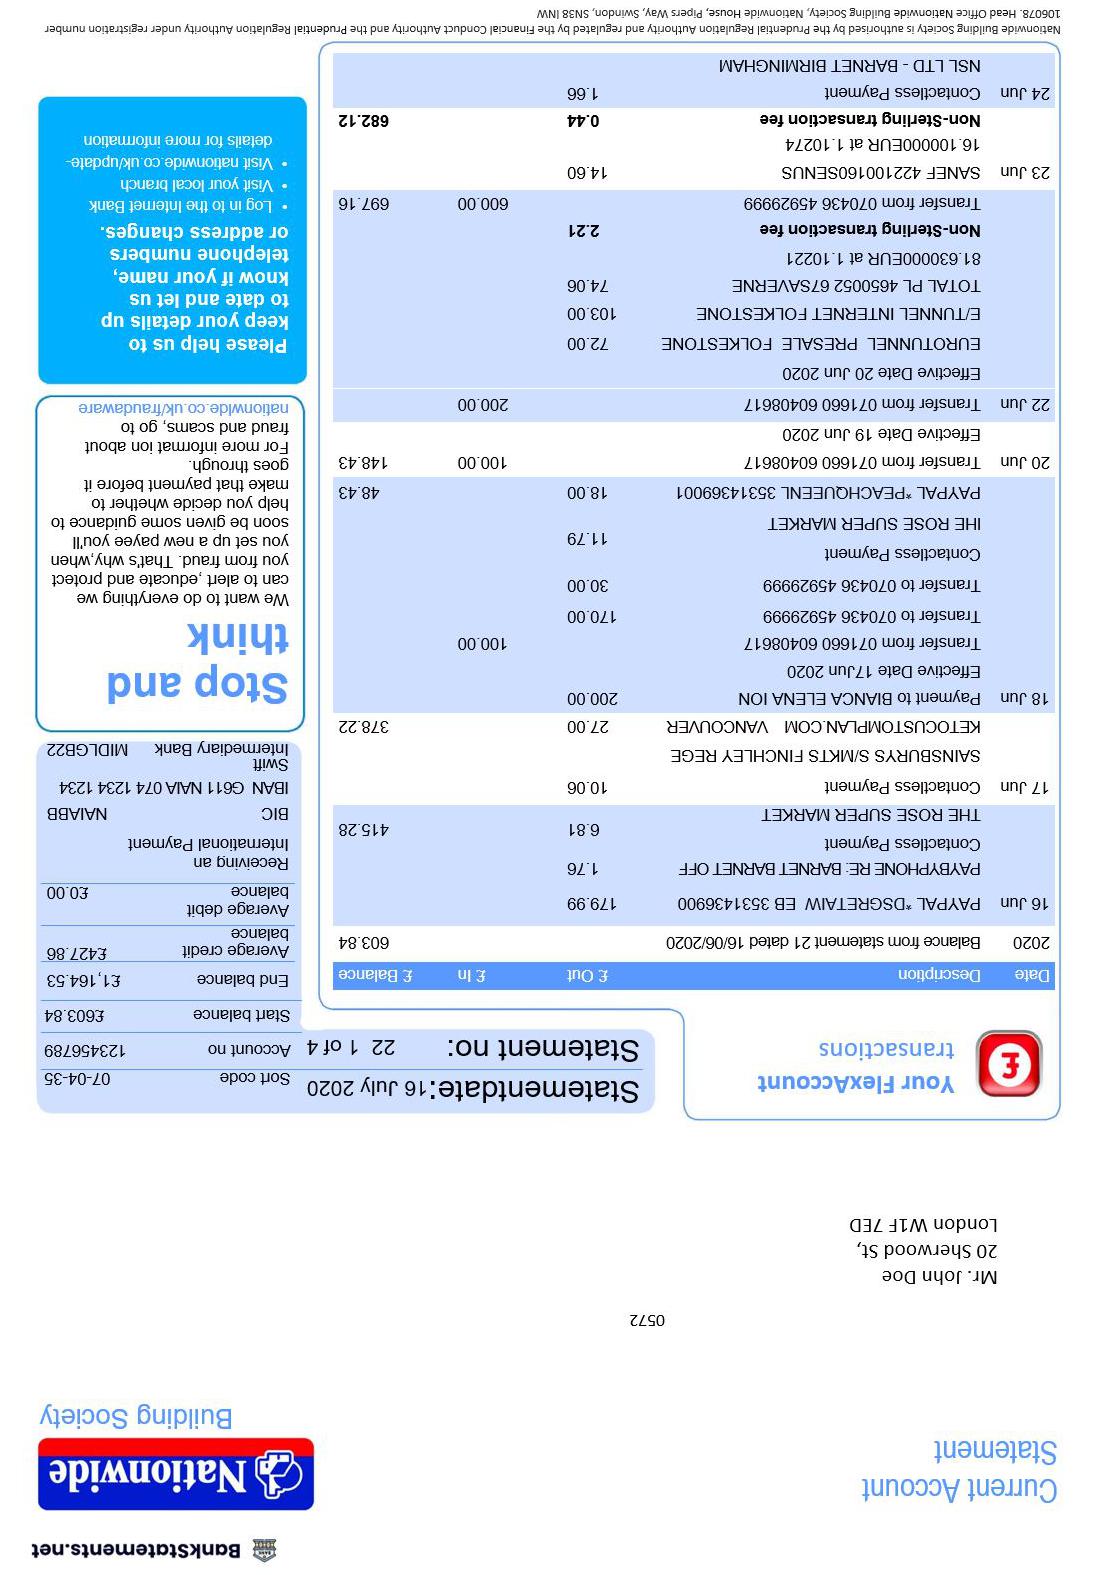 BankStatements.net
Nationwide
Building Society
Current Account
Statement
0572
Mr. John Doe
20 Sherwood St,
London W1F 7ED
Your FlexAccount
transactions
Statementdate:16 July 2020
Statement no: 22 1 of 4
Sort code 07-04-35
Account no 123456789
Start balance £603.84
End balance £1,164.53
Average credit
balance £427.86
Average debit
balance £0.00
Receiving an
International Payment
BIC NAIABB
IBAN G611 NAIA 074 1234 1234
Swift
Intermediary Bank MIDLGB22
Date Description £ Out £ In £ Balance
2020 Balance from statement 21 dated 16/06/2020 603.84
16 Jun PAYPAL *DSGRETAIW EB 3531436900 179.99
PAYBYPHONE RE: BARNET BARNET OFF 1.76
Contactless Payment
THE ROSE SUPER MARKET 6.81 415.28
17 Jun Contactless Payment 10.06
SAINSBURYS S/MKTS FINCHLEY REGE
KETOCUSTOMPLAN.COM VANCOUVER 27.00 378.22
18 Jun Payment to BIANCA ELENA ION 200.00
Effective Date 17Jun 2020
Transfer from 071660 60408617 100.00
Transfer to 070436 45929999 170.00
Transfer to 070436 45929999 30.00
Contactless Payment
IHE ROSE SUPER MARKET 11.79
PAYPAL *PEACHQUEENL 35314369001 18.00 48.43
20 Jun Transfer from 071660 60408617 100.00 148.43
Effective Date 19 Jun 2020
22 Jun Transfer from 071660 60408617 200.00
Effective Date 20 Jun 2020
EUROTUNNEL PRESALE FOLKESTONE 72.00
E/TUNNEL INTERNET FOLKESTONE 103.00
TOTAL PL 4650052 67SAVERNE 74.06
81.630000EUR at 1.10221
Non-Sterling transaction fee 2.21
Transfer from 070436 45929999 600.00 697.16
23 Jun SANEF 422100160SENUS 14.60
16.100000EUR at 1.10274
Non-Sterling transaction fee 0.44 682.12
24 Jun Contactless Payment 1.66
NSL LTD - BARNET BIRMINGHAM
Stop and
think
We want to do everything we
can to alert ,educate and protect
you from fraud. That's why,when
you set up a new payee you'll
soon be given some guidance to
help you decide whether to
make that payment before it
goes through.
For more informat ion about
fraud and scams, go to
nationwide.co.uk/fraudaware
Please help us to
keep your details up
to date and let us
know if your name,
telephone numbers
or address changes.
• Log in to the Internet Bank
• Visit your local branch
• Visit nationwide.co.uk/update-
details for more information
Nationwide Building Society is authorised by the Prudential Regulation Authority and regulated by the Financial Conduct Authority and the Prudential Regulation Authority under registration number
106078. Head Office Nationwide Building Society, Nationwide House, Pipers Way, Swindon, SN38 INW